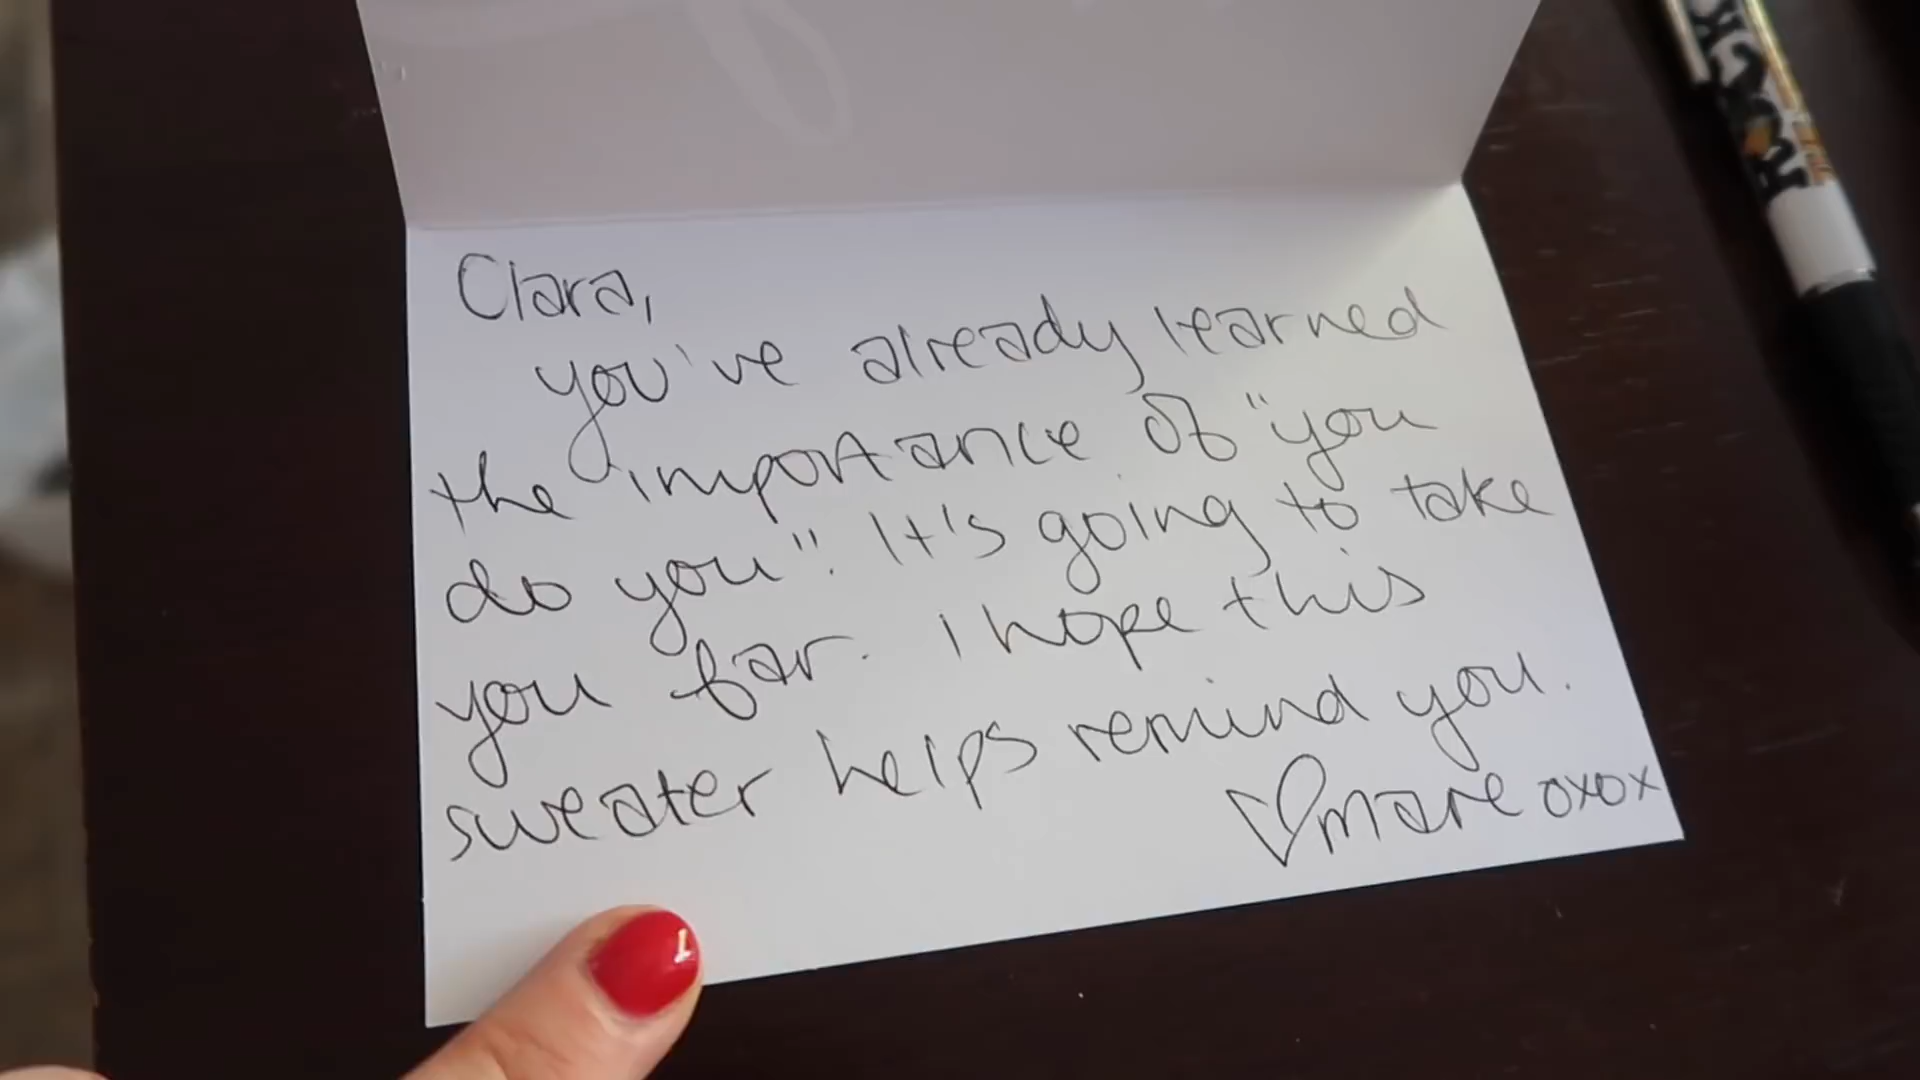 Clara,
you've already learned
the importance of "you
do you". It's going to take
you far. I hope this
sweater helps remind you.
♡mare oxox